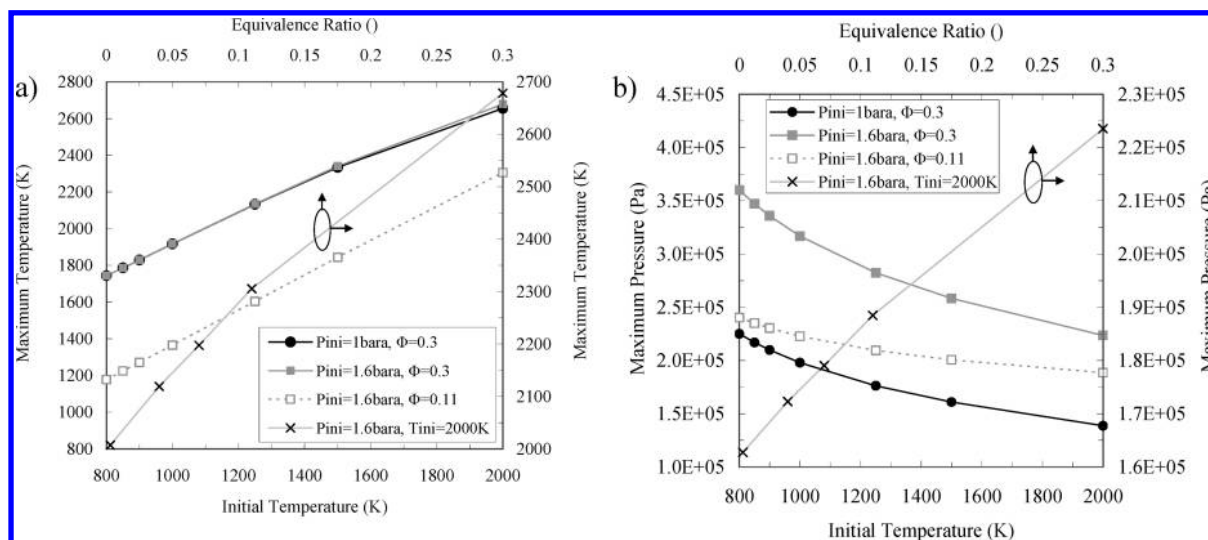 a)
Equivalence Ratio ()
0 0.05 0.1 0.15 0.2 0.25 0.3
Maximum Temperature (K)
2800
2600
2400
2200
2000
1800
1600
1400
1200
1000
800
2700
2600
2500
2400
2300
2200
2100
2000
Maximum Temperature (K)
Pini=1bara, Φ=0.3
Pini=1.6bara, Φ=0.3
Pini=1.6bara, Φ=0.11
Pini=1.6bara, Tini=2000K
800 1000 1200 1400 1600 1800 2000
Initial Temperature (K)
b)
Equivalence Ratio ()
0 0.05 0.1 0.15 0.2 0.25 0.3
Maximum Pressure (Pa)
4.5E+05
4.0E+05
3.5E+05
3.0E+05
2.5E+05
2.0E+05
1.5E+05
1.0E+05
2.3E+05
2.2E+05
2.1E+05
2.0E+05
1.9E+05
1.8E+05
1.7E+05
1.6E+05
Maximum Pressure (Pa)
Pini=1bara, Φ=0.3
Pini=1.6bara, Φ=0.3
Pini=1.6bara, Φ=0.11
Pini=1.6bara, Tini=2000K
800 1000 1200 1400 1600 1800 2000
Initial Temperature (K)